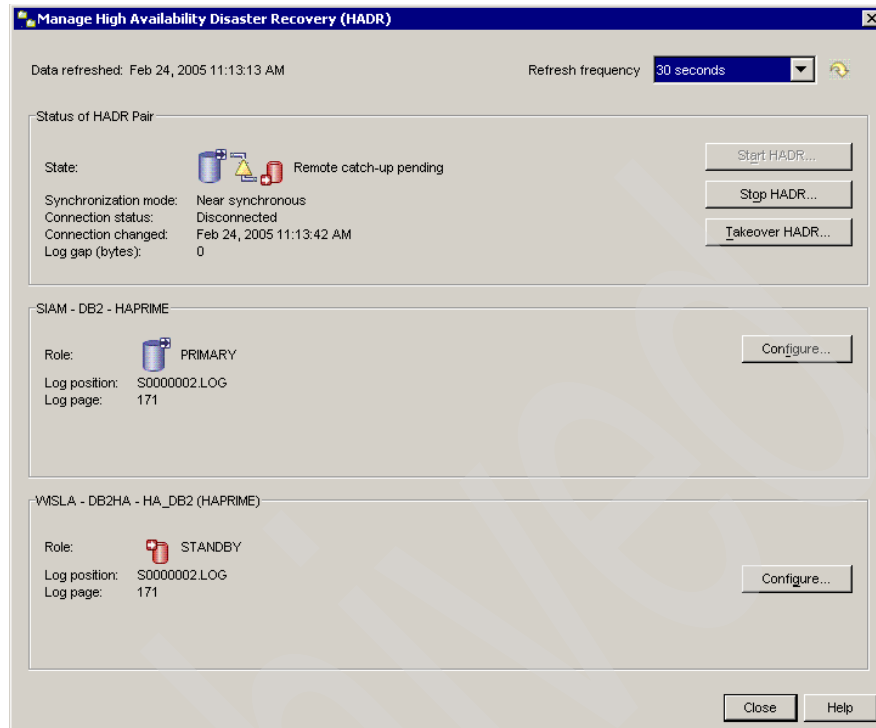 Manage High Availability Disaster Recovery (HADR)
Data refreshed: Feb 24, 2005 11:13:13 AM
Refresh frequency 30 seconds
Status of HADR Pair
State: Remote catch-up pending
Start HADR...
Synchronization mode: Near synchronous
Stop HADR...
Connection status: Disconnected
Connection changed: Feb 24, 2005 11:13:42 AM
Takeover HADR...
Log gap (bytes): 0
SIAM - DB2 - HAPRIME
Role: PRIMARY
Configure...
Log position: S0000002.LOG
Log page: 171
WISLA - DB2HA - HA_DB2 (HAPRIME)
Role: STANDBY
Log position: S0000002.LOG
Configure...
Log page: 171
Close Help